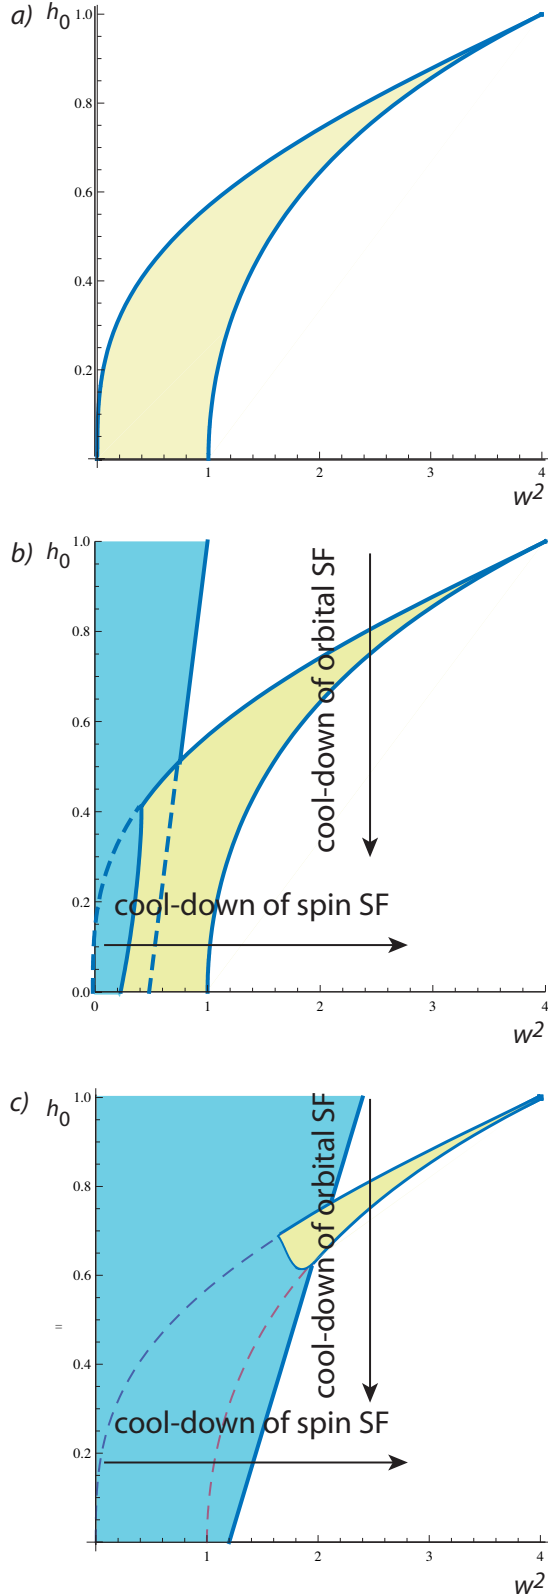 a) h0
1.0
0.8
0.6
0.4
0.2
1 2 3 4
w2
b) h0
1.0
0.8
0.6
0.4
0.2
0.0
0 1 2 3 4
cool-down of orbital SF
cool-down of spin SF
w2
c) h0
1.0
0.8
0.6
=
0.4
0.2
1 2 3 4
cool-down of orbital SF
cool-down of spin SF
w2